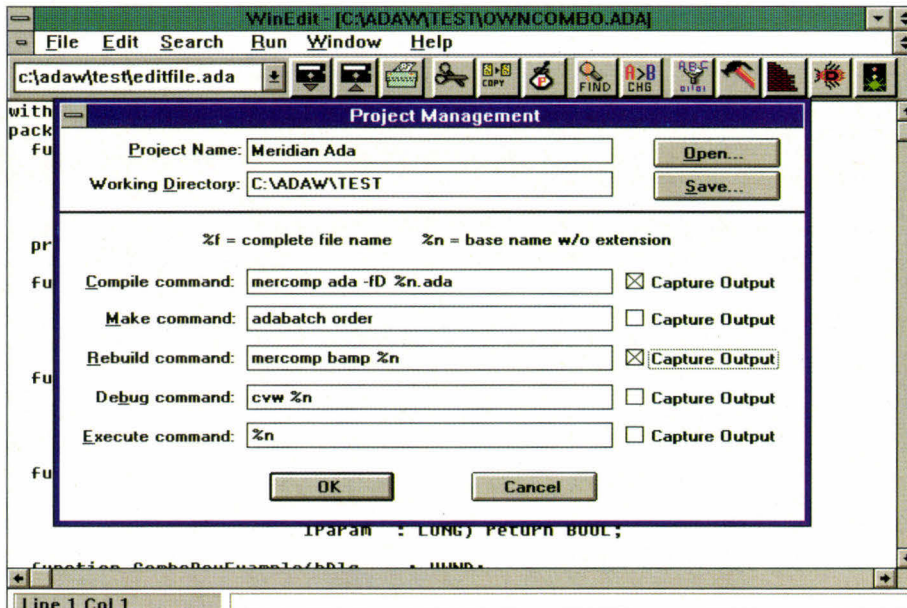 WinEdit - [C:\ADAW\TEST\OWNCOMBO.ADA]
File Edit Search Run Window Help
c:\adaw\test\editfile.ada
COPY
P
FIND
A>B CHG
A·B·C
with
pack
fu
Project Management
Project Name: Meridian Ada Open...
Working Directory: C:\ADAW\TEST Save...
pr
%f = complete file name %n = base name w/o extension
fu
Compile command: mercomp ada -fD %n.ada Capture Output
Make command: adabatch order Capture Output
Rebuild command: mercomp bamp %n Capture Output
fu
Debug command: cvw %n Capture Output
Execute command: %n Capture Output
fu
OK Cancel
lParam : LONG) return BOOL;
function ComboBoxExample(hDlg : HWND;
Line 1 Col 1